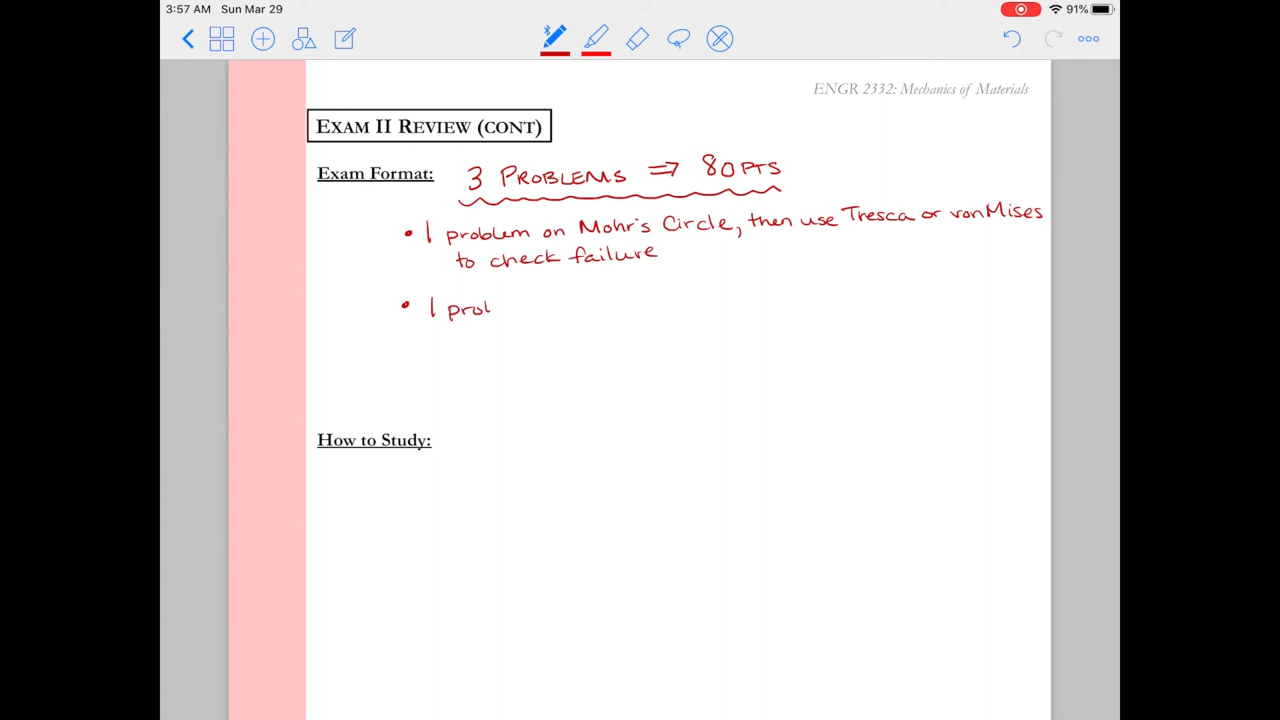 3:57 AM Sun Mar 29
91%
ENGR 2332: Mechanics of Materials
EXAM II REVIEW (CONT)
Exam Format: 3 PROBLEMS ⇒ 80 PTS
• 1 problem on Mohr's Circle, then use Tresca or vonMises
to check failure
• 1 prol
How to Study: